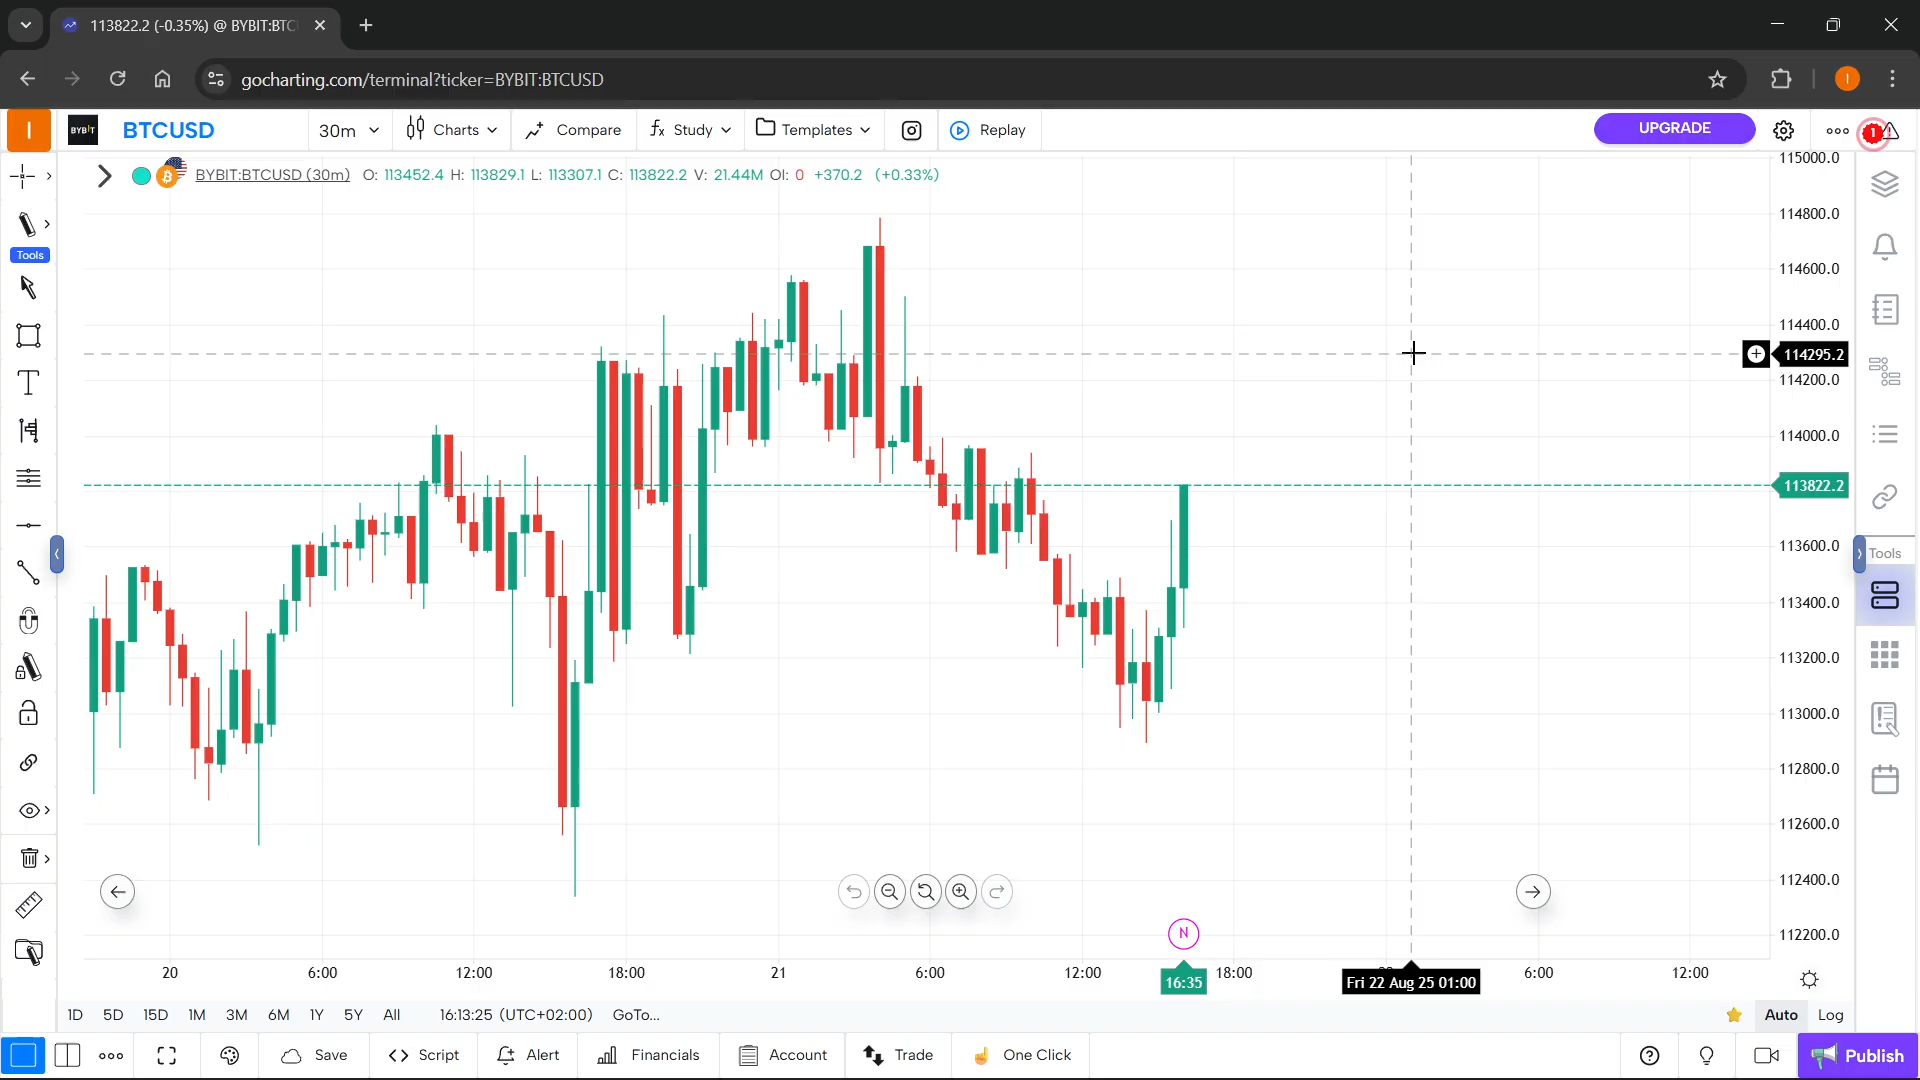 113822.2 (-0.35%) @ BYBIT:BTC
gocharting.com/terminal?ticker=BYBIT:BTCUSD
I
I
BYBIT
BTCUSD
30m
Charts
Compare
Study
Templates
Replay
UPGRADE
1
BYBIT:BTCUSD (30m) O: 113452.4 H: 113829.1 L: 113307.1 C: 113822.2 V: 21.44M OI: 0 +370.2 (+0.33%)
Tools
115000.0
114800.0
114600.0
114400.0
114295.2
114200.0
114000.0
113822.2
113600.0
113400.0
113200.0
113000.0
112800.0
112600.0
112400.0
112200.0
Tools
N
20
6:00
12:00
18:00
21
6:00
12:00
16:35
18:00
Fri 22 Aug 25 01:00
6:00
12:00
1D 5D 15D 1M 3M 6M 1Y 5Y All 16:13:25 (UTC+02:00) GoTo...
Auto Log
Save
Script
Alert
Financials
Account
Trade
One Click
Publish